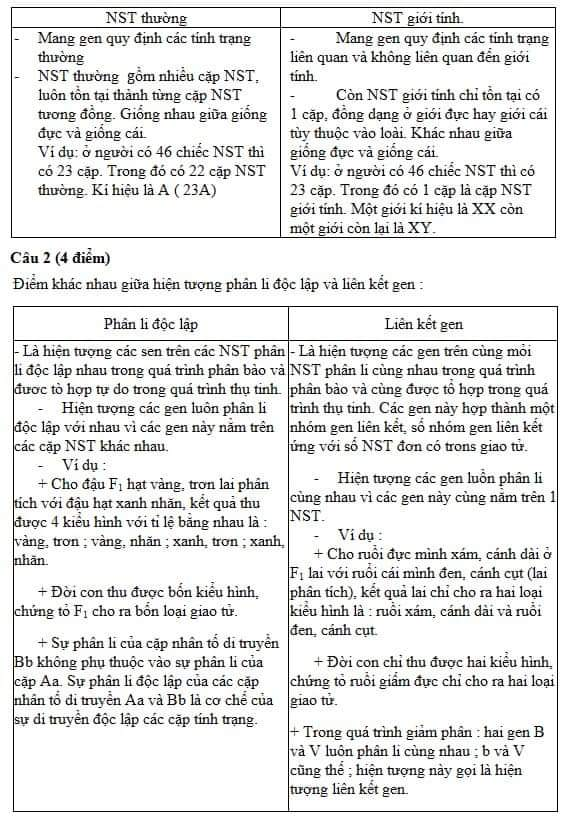 NST thường
NST giới tính.
- Mang gen quy định các tính trạng
thường
- NST thường gồm nhiều cặp NST,
luôn tồn tại thành từng cặp NST
tương đồng. Giống nhau giữa giống
đực và giống cái.
Ví dụ: ở người có 46 chiếc NST thì
có 23 cặp. Trong đó có 22 cặp NST
thường. Kí hiệu là A ( 23A)
- Mang gen quy định các tính trạng
liên quan và không liên quan đến giới
tính.
- Còn NST giới tính chỉ tồn tại có
1 cặp, đồng dạng ở giới đực hay giới cái
tùy thuộc vào loài. Khác nhau giữa
giống đực và giống cái.
Ví dụ: ở người có 46 chiếc NST thì có
23 cặp. Trong đó có 1 cặp là cặp NST
giới tính. Một giới kí hiệu là XX còn
một giới còn lại là XY.
Câu 2 (4 điểm)
Điểm khác nhau giữa hiện tượng phân li độc lập và liên kết gen :
Phân li độc lập
Liên kết gen
- Là hiện tượng các sen trên các NST phân
li độc lập nhau trong quá trình phân bào và
đươc tò hợp tự do trong quá trình thụ tinh.
- Hiện tượng các gen luôn phân li
độc lập với nhau vì các gen này nằm trên
các cặp NST khác nhau.
- Ví dụ :
+ Cho đậu F₁ hạt vàng, trơn lai phân
tích với đậu hạt xanh nhăn, kết quả thu
được 4 kiểu hình với tỉ lệ bằng nhau là :
vàng, trơn ; vàng, nhăn ; xanh, trơn ; xanh,
nhăn.
+ Đời con thu được bốn kiểu hình,
chứng tỏ F₁ cho ra bốn loại giao tử.
+ Sự phân li của cặp nhân tố di truyền
Bb không phụ thuộc vào sự phân li của
cặp Aa. Sự phân li độc lập của các cặp
nhân tố di truyền Aa và Bb là cơ chế của
sự di truyền độc lập các cặp tính trạng.
- Là hiện tượng các gen trên cùng mỏi
NST phân li cùng nhau trong quá trình
phân bào và cùng được tổ hợp trong quá
trình thụ tinh. Các gen này hợp thành một
nhóm gen liên kết, số nhóm gen liên kết
ứng với số NST đơn có trons giao tử.
- Hiện tượng các gen luồn phân li
cùng nhau vì các gen này cùng nằm trên 1
NST.
- Ví dụ :
+ Cho ruồi đực mình xám, cánh dài ở
F₁ lai với ruồi cái mình đen, cánh cụt (lai
phân tích), kết quả lai chỉ cho ra hai loại
kiểu hình là : ruồi xám, cánh dài và ruồi
đen, cánh cụt.
+ Đời con chỉ thu được hai kiểu hình,
chứng tỏ ruồi giấm đực chỉ cho ra hai loại
giao tử.
+ Trong quá trình giảm phân : hai gen B
và V luôn phân li cùng nhau ; b và V
cũng thế ; hiện tượng này gọi là hiện
tượng liên kết gen.